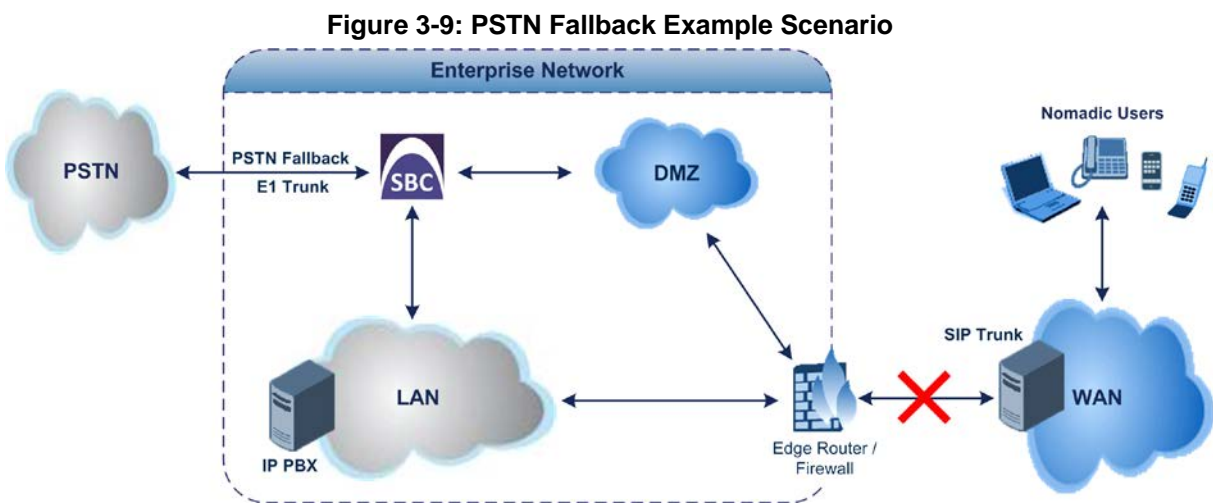 Figure 3-9: PSTN Fallback Example Scenario
Enterprise Network
Nomadic Users
PSTN
PSTN Fallback
E1 Trunk
SBC
DMZ
SIP Trunk
LAN
WAN
IP PBX
Edge Router /
Firewall